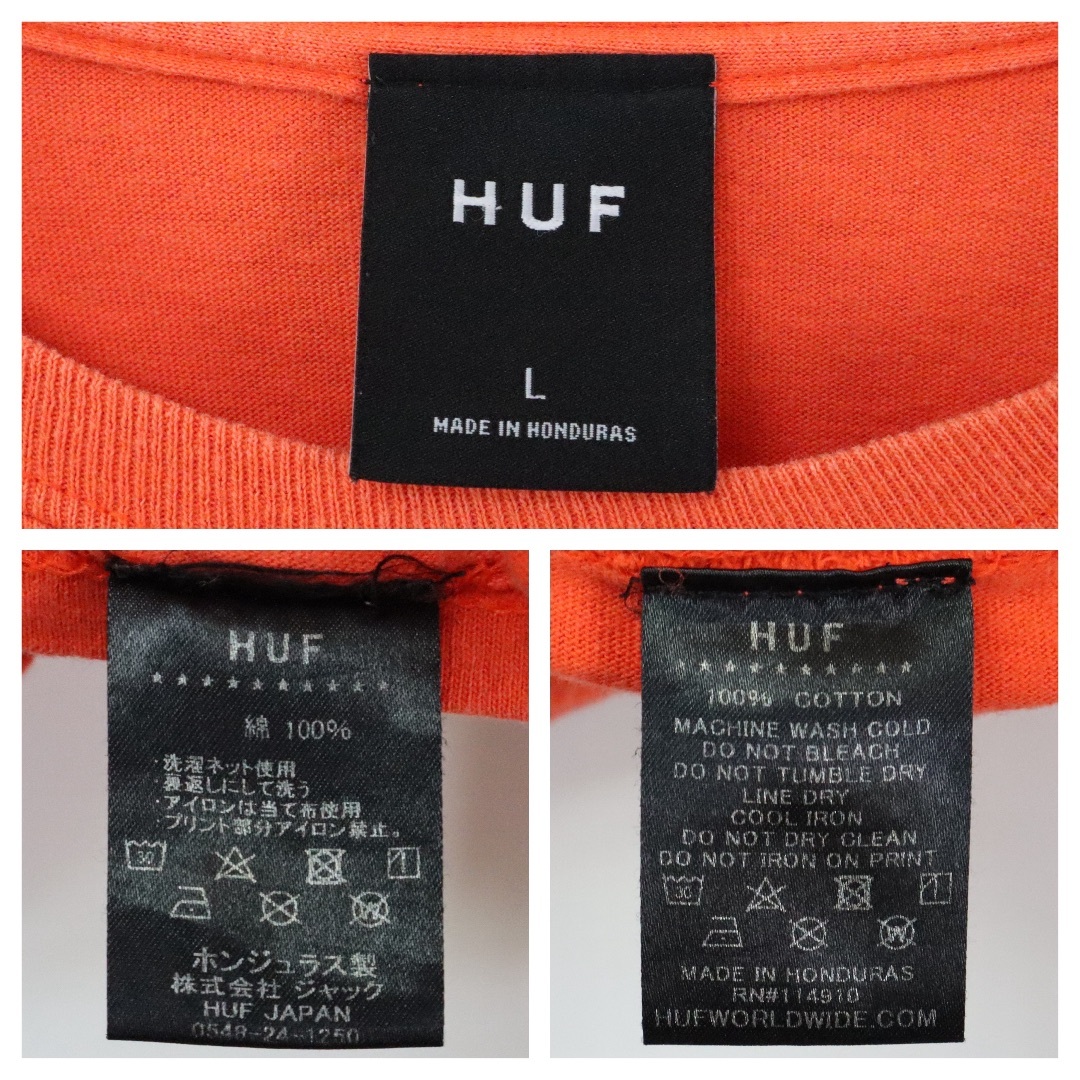 HUF
L
MADE IN HONDURAS
HUF
綿 100%
・洗濯ネット使用
裏返しにして洗う
・アイロンは当て布使用
・プリント部分アイロン禁止。
30
W
ホンジュラス製
株式会社 ジャック
HUF JAPAN
0548-24-1250
HUF
100% COTTON
MACHINE WASH COLD
DO NOT BLEACH
DO NOT TUMBLE DRY
LINE DRY
COOL IRON
DO NOT DRY CLEAN
DO NOT IRON ON PRINT
30
W
MADE IN HONDURAS
RN#114910
HUFWORLDWIDE.COM